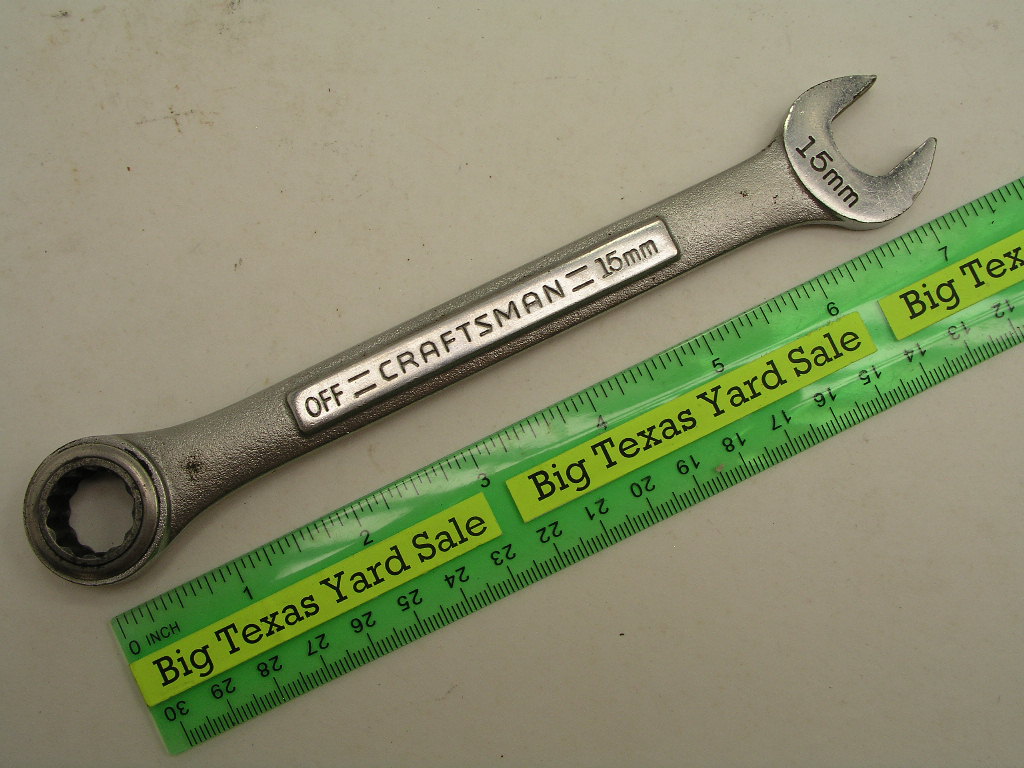 15mm
OFF = CRAFTSMAN = 15mm
0 INCH 1 2 3 4 5 6 7
Big Texas Yard Sale
Big Texas Yard Sale
Big Tex
30 29 28 27 26 25 24 23 22 21 20 19 18 17 16 15 14 13 12